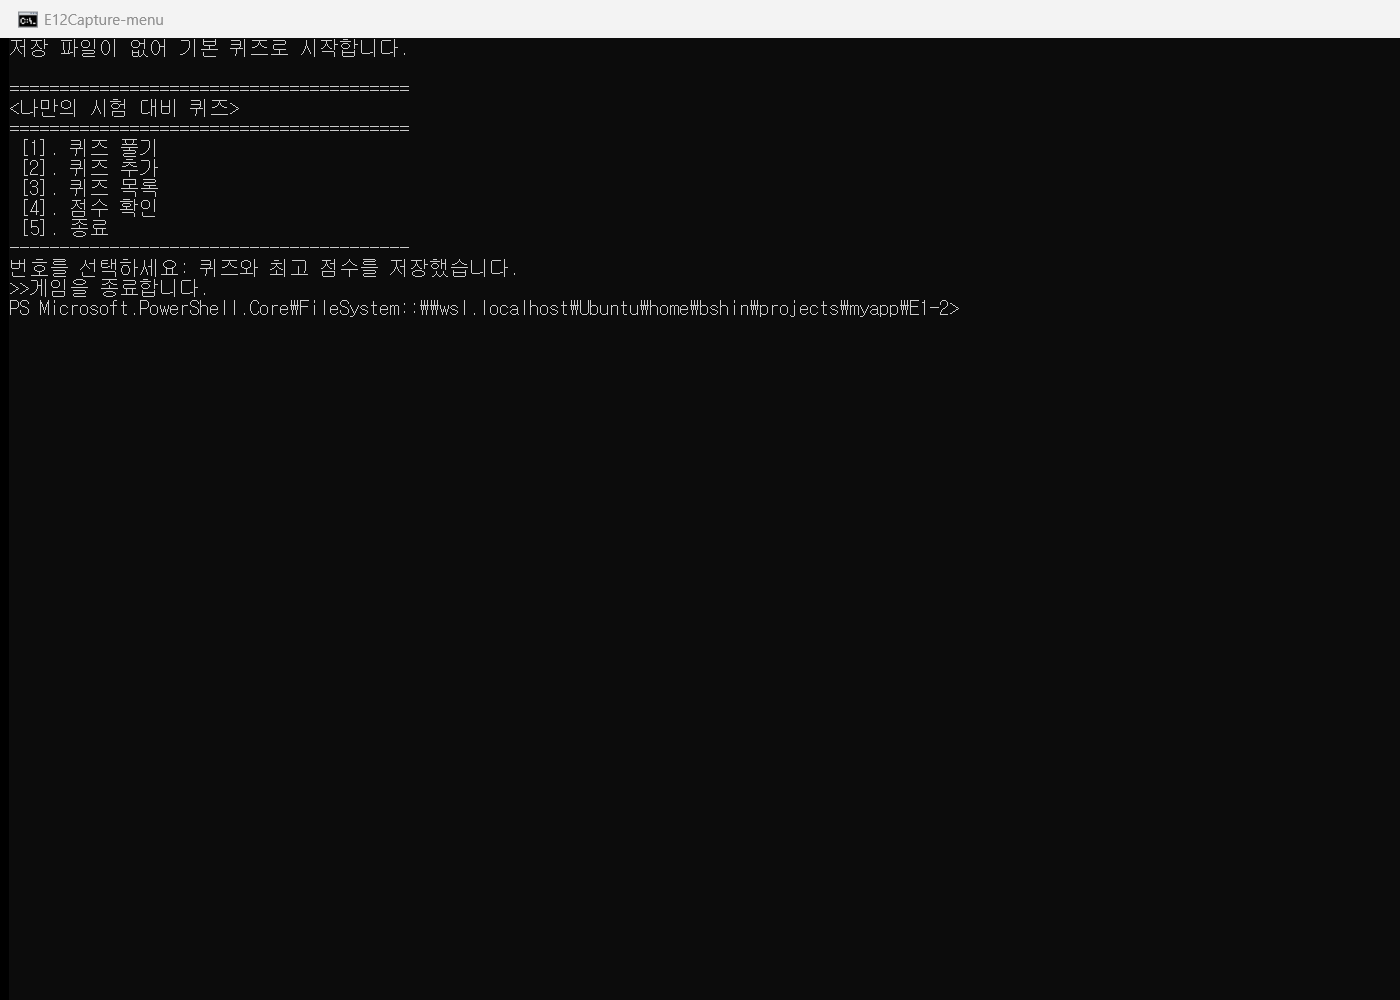 E12Capture-menu
저장 파일이 없어 기본 퀴즈로 시작합니다.
========================================
<나만의 시험 대비 퀴즈>
========================================
[1]. 퀴즈 풀기
[2]. 퀴즈 추가
[3]. 퀴즈 목록
[4]. 점수 확인
[5]. 종료
----------------------------------------
번호를 선택하세요: 퀴즈와 최고 점수를 저장했습니다.
>>게임을 종료합니다.
PS Microsoft.PowerShell.Core₩FileSystem::₩₩wsl.localhost₩Ubuntu₩home₩bshin₩projects₩myapp₩E1-2>